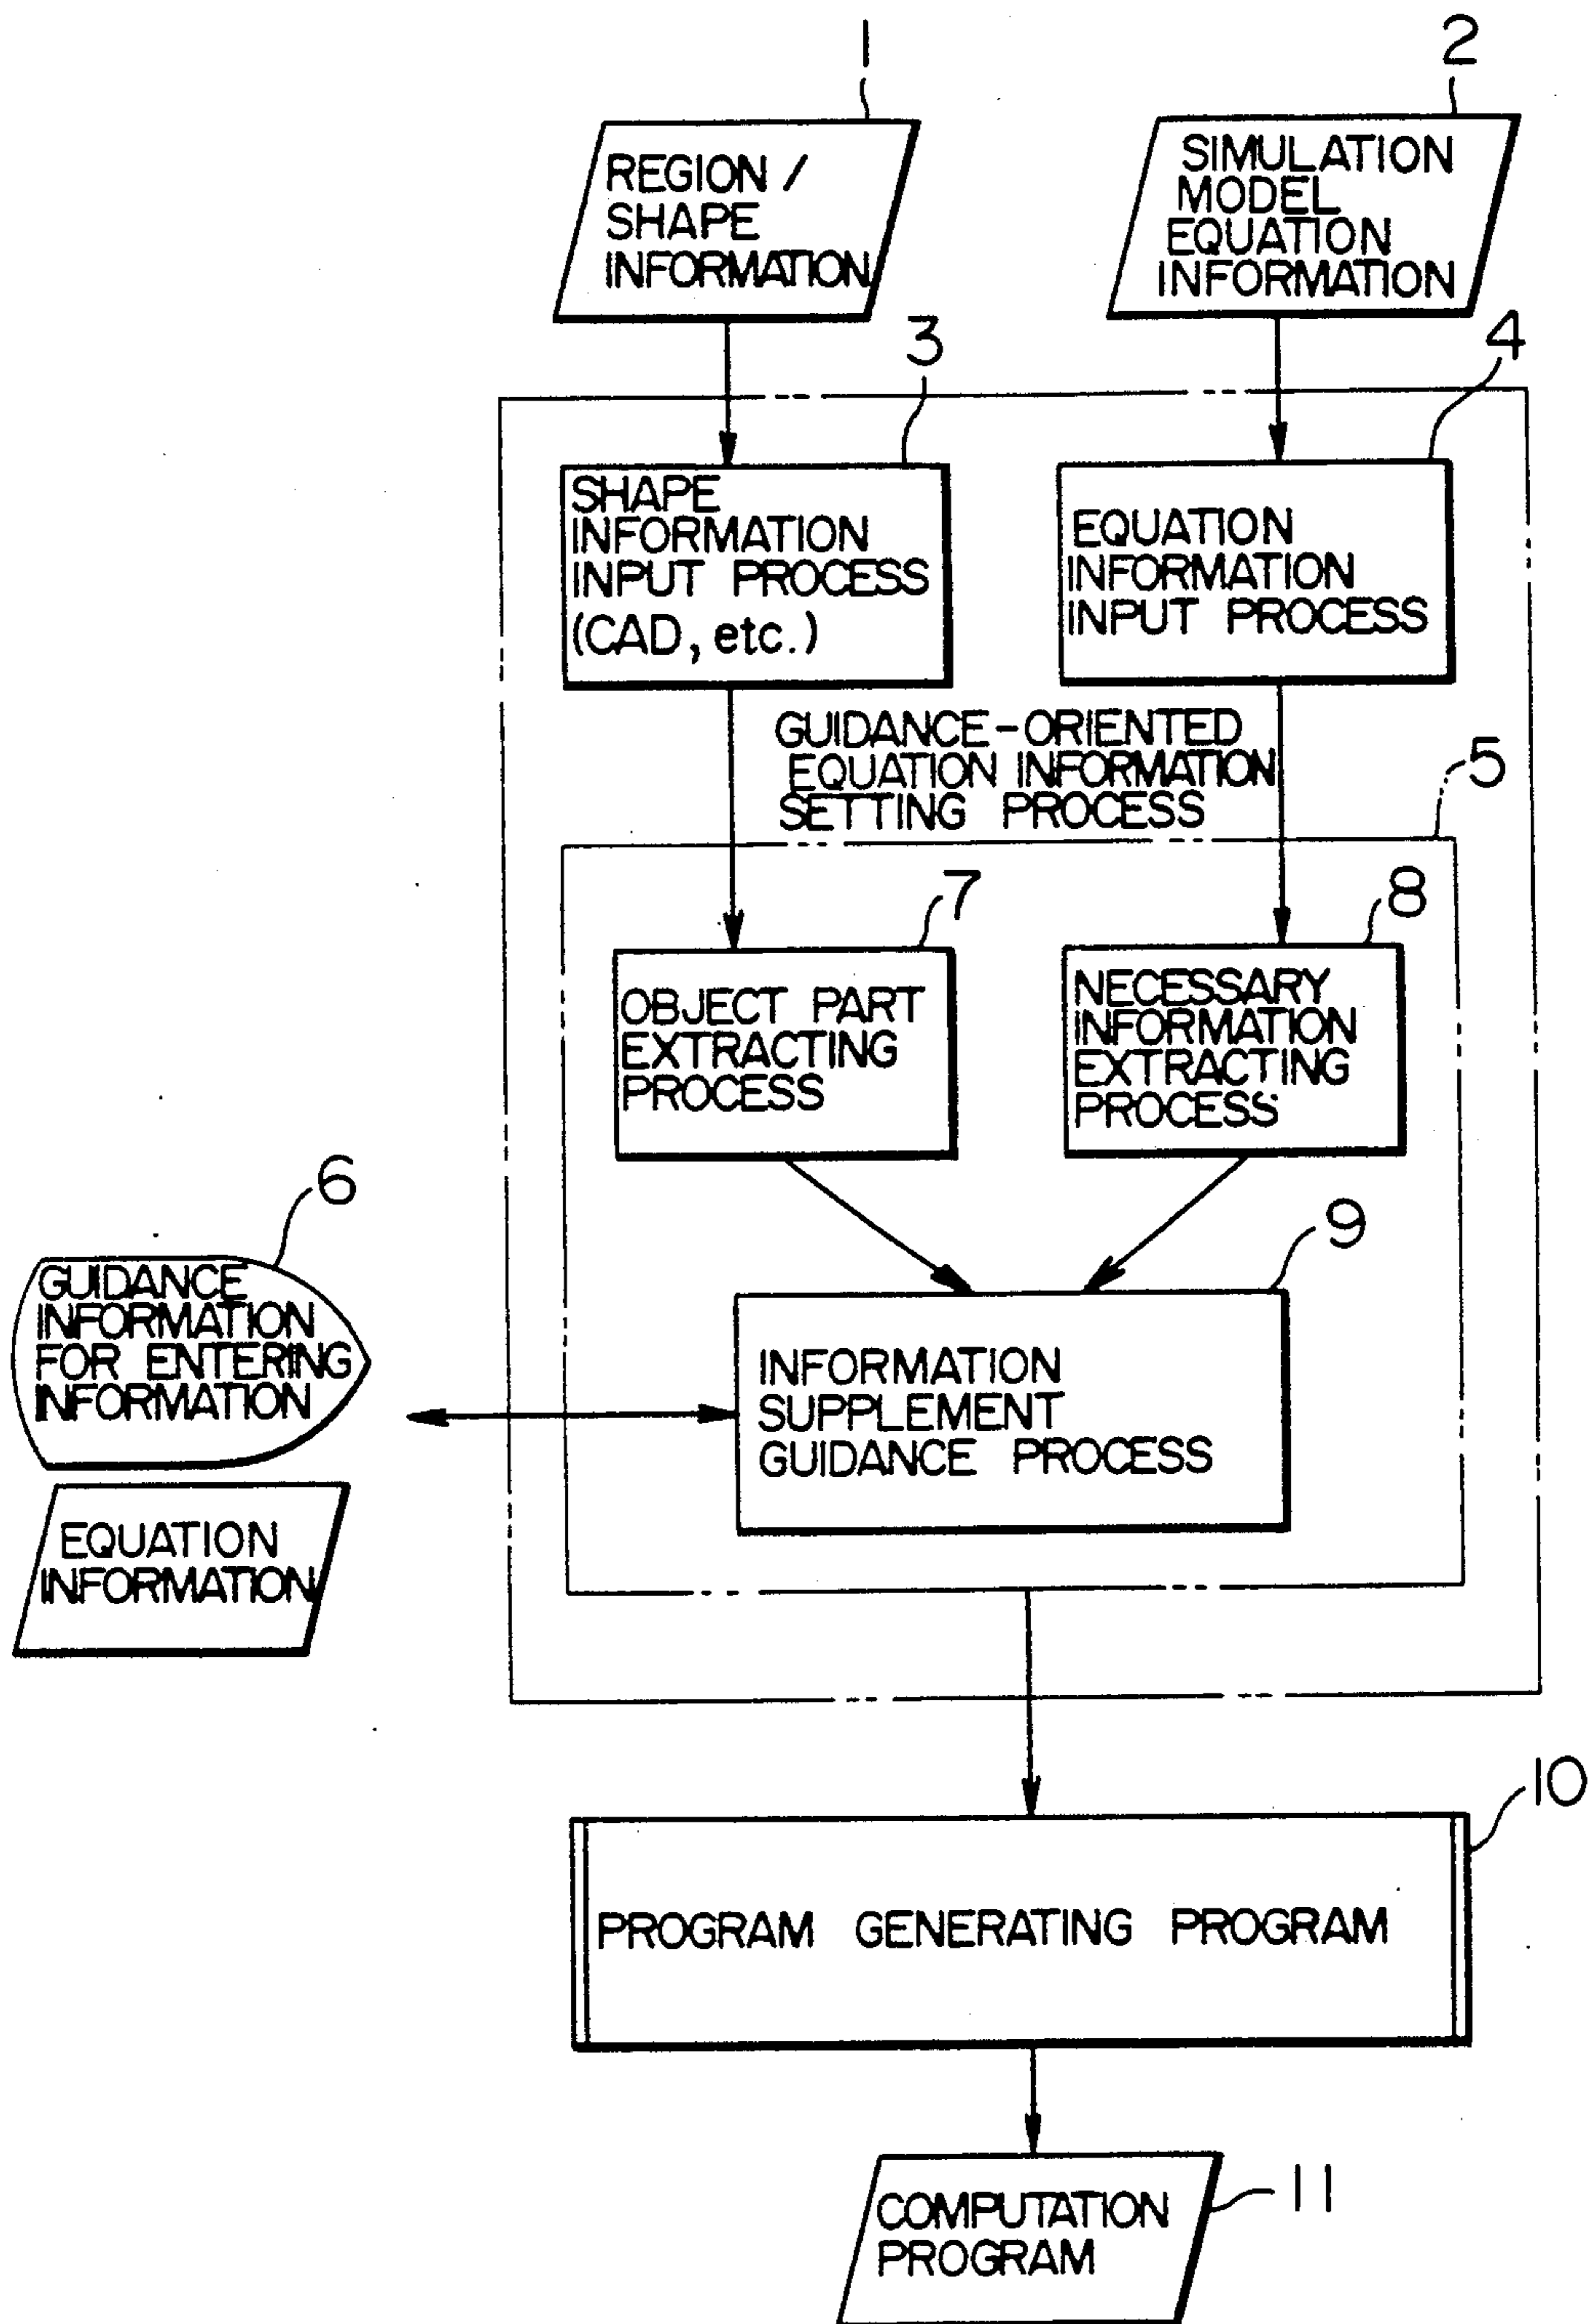 1
2
REGION /
SHAPE
INFORMATION
SIMULATION
MODEL
EQUATION
INFORMATION
3
4
SHAPE
INFORMATION
INPUT PROCESS
(CAD, etc.)
EQUATION
INFORMATION
INPUT PROCESS
GUIDANCE-ORIENTED
EQUATION INFORMATION
SETTING PROCESS
5
7
8
OBJECT PART
EXTRACTING
PROCESS
NECESSARY
INFORMATION
EXTRACTING
PROCESS
6
9
GUIDANCE
INFORMATION
FOR ENTERING
INFORMATION
INFORMATION
SUPPLEMENT
GUIDANCE PROCESS
EQUATION
INFORMATION
10
PROGRAM GENERATING PROGRAM
11
COMPUTATION
PROGRAM